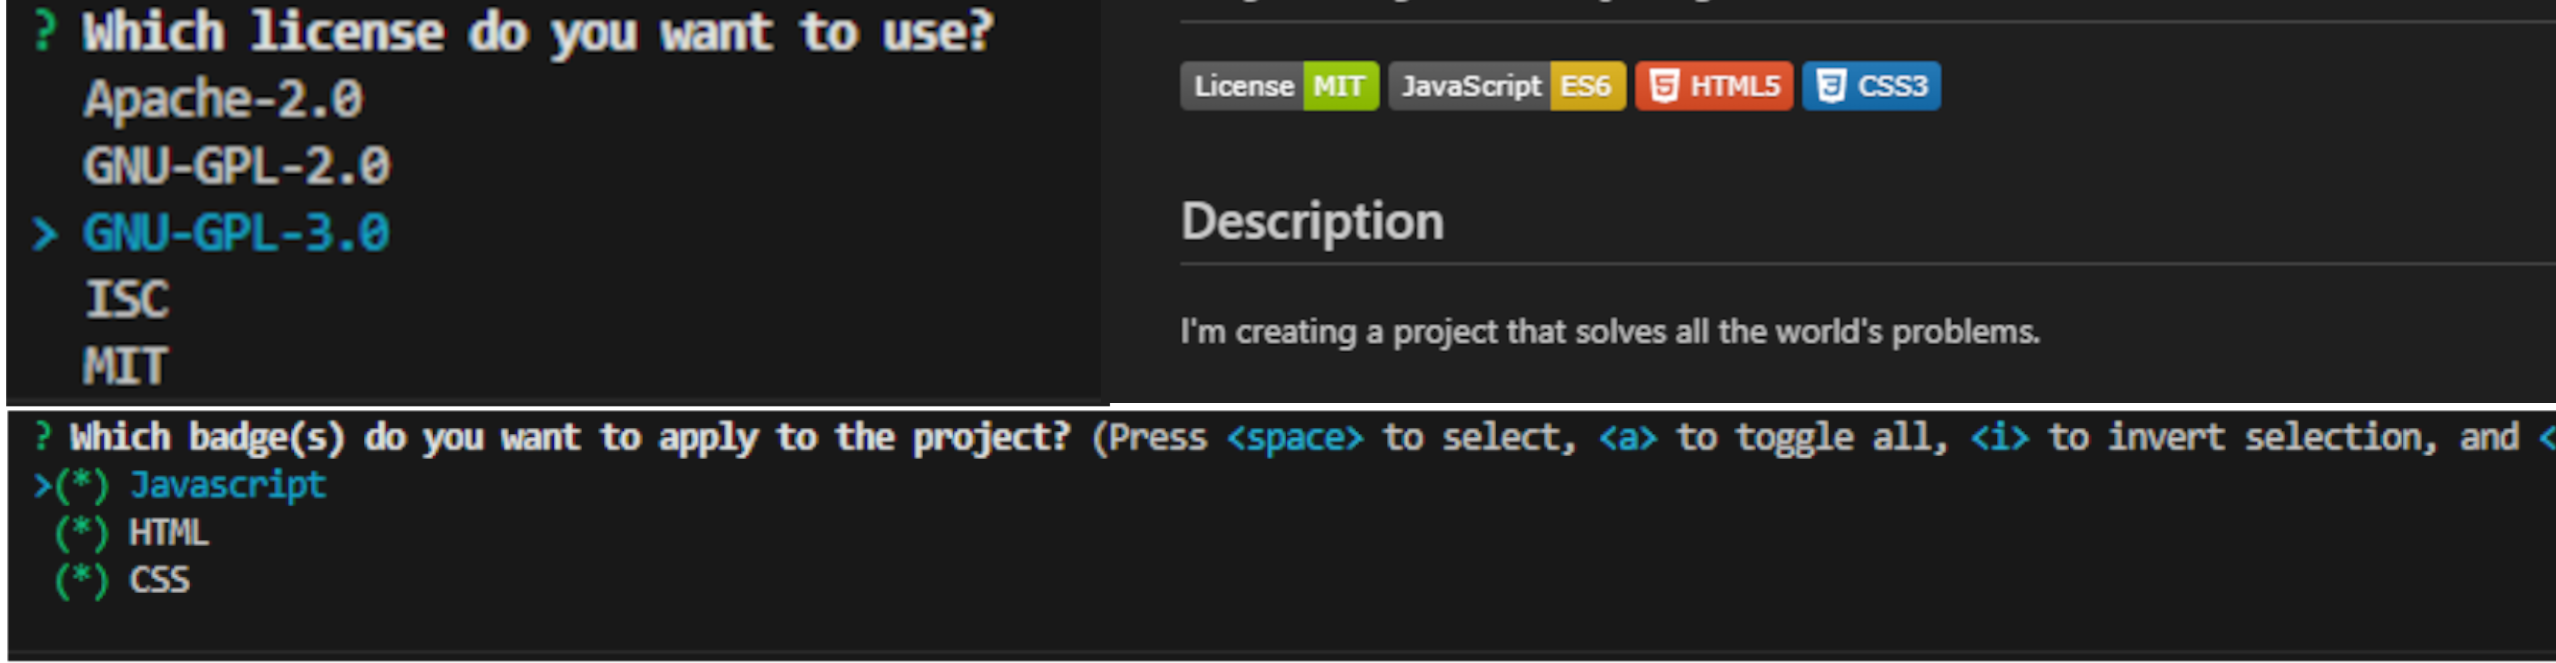 ? Which license do you want to use?
Apache-2.0
GNU-GPL-2.0
> GNU-GPL-3.0
ISC
MIT
License MIT JavaScript ES6 HTML5 CSS3
Description
I'm creating a project that solves all the world's problems.
? Which badge(s) do you want to apply to the project? (Press <space> to select, <a> to toggle all, <i> to invert selection, and <
>(*) Javascript
(*) HTML
(*) CSS